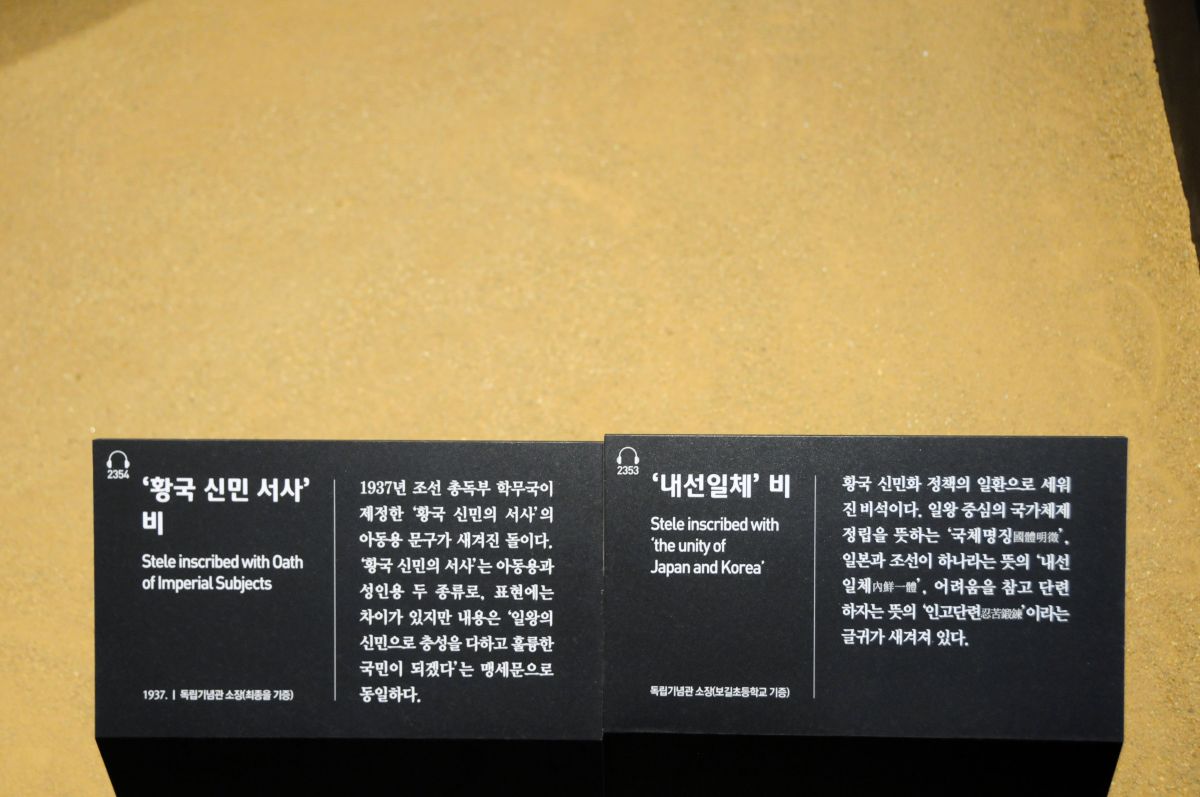 2354
‘황국 신민 서사’
비
Stele inscribed with Oath
of Imperial Subjects
1937. | 독립기념관 소장(최종을 기증)
1937년 조선 총독부 학무국이
제정한 ‘황국 신민의 서사’의
아동용 문구가 새겨진 돌이다.
‘황국 신민의 서사’는 아동용과
성인용 두 종류로, 표현에는
차이가 있지만 내용은 ‘일왕의
신민으로 충성을 다하고 훌륭한
국민이 되겠다’는 맹세문으로
동일하다.
2353
‘내선일체’ 비
Stele inscribed with
‘the unity of
Japan and Korea’
독립기념관 소장(보길초등학교 기증)
황국 신민화 정책의 일환으로 세워
진 비석이다. 일왕 중심의 국가체제
정립을 뜻하는 ‘국체명징國體明徵’,
일본과 조선이 하나라는 뜻의 ‘내선
일체內鮮一體’, 어려움을 참고 단련
하자는 뜻의 ‘인고단련忍苦鍛鍊’이라는
글귀가 새겨져 있다.